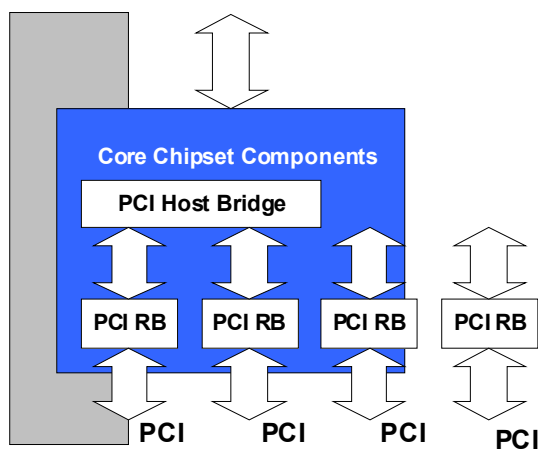 Core Chipset Components
PCI Host Bridge
PCI RB PCI RB PCI RB PCI RB
PCI PCI PCI PCI